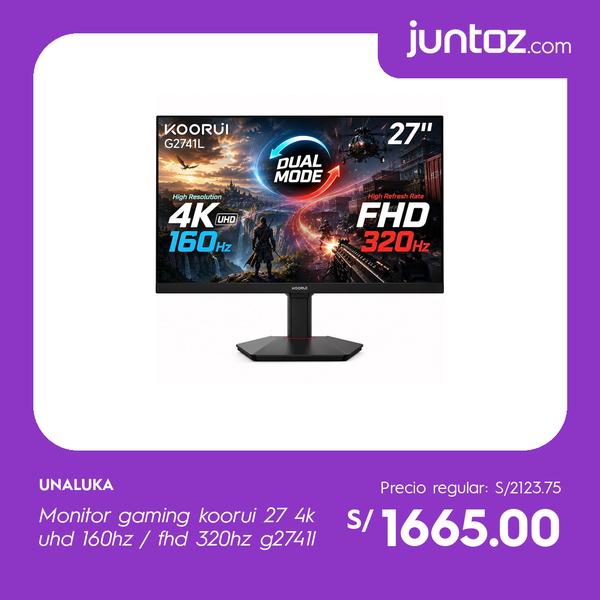 juntoz.com
KOORUI
G2741L
27"
DUAL
MODE
High Resolution
4K UHD
160Hz
High Refresh Rate
FHD
320Hz
KOORUI
UNALUKA
Monitor gaming koorui 27 4k
uhd 160hz / fhd 320hz g2741l
Precio regular: S/2123.75
S/1665.00